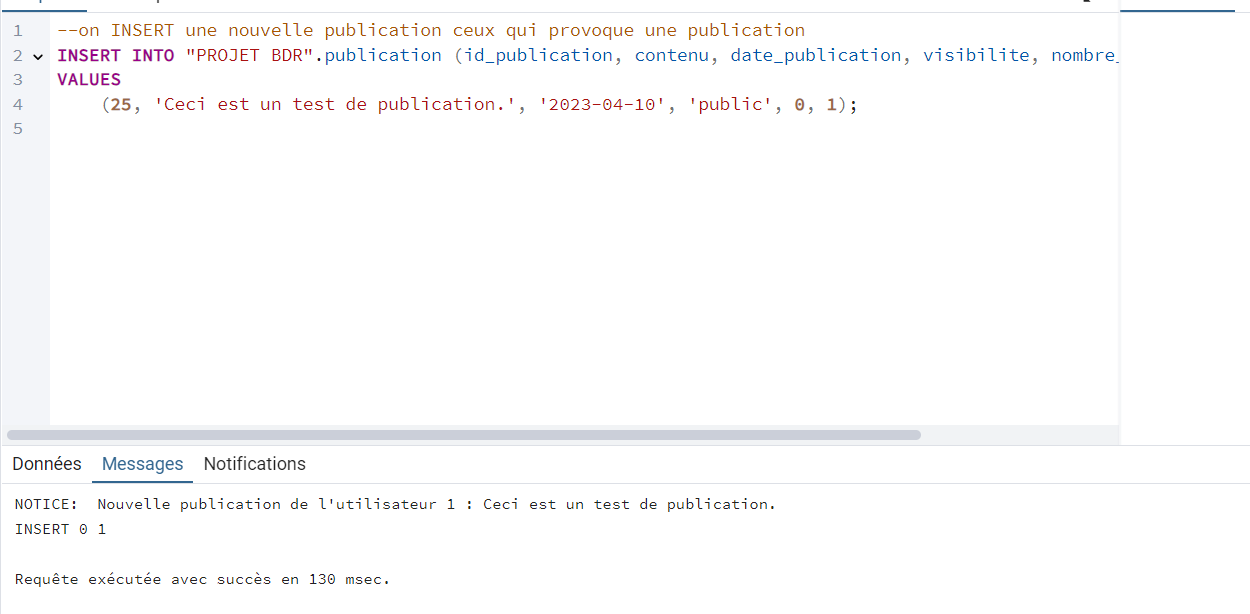 1 --on INSERT une nouvelle publication ceux qui provoque une publication
2 INSERT INTO "PROJET BDR".publication (id_publication, contenu, date_publication, visibilite, nombre_
3 VALUES
4 (25, 'Ceci est un test de publication.', '2023-04-10', 'public', 0, 1);
5
Données Messages Notifications
NOTICE: Nouvelle publication de l'utilisateur 1 : Ceci est un test de publication.
INSERT 0 1
Requête exécutée avec succès en 130 msec.